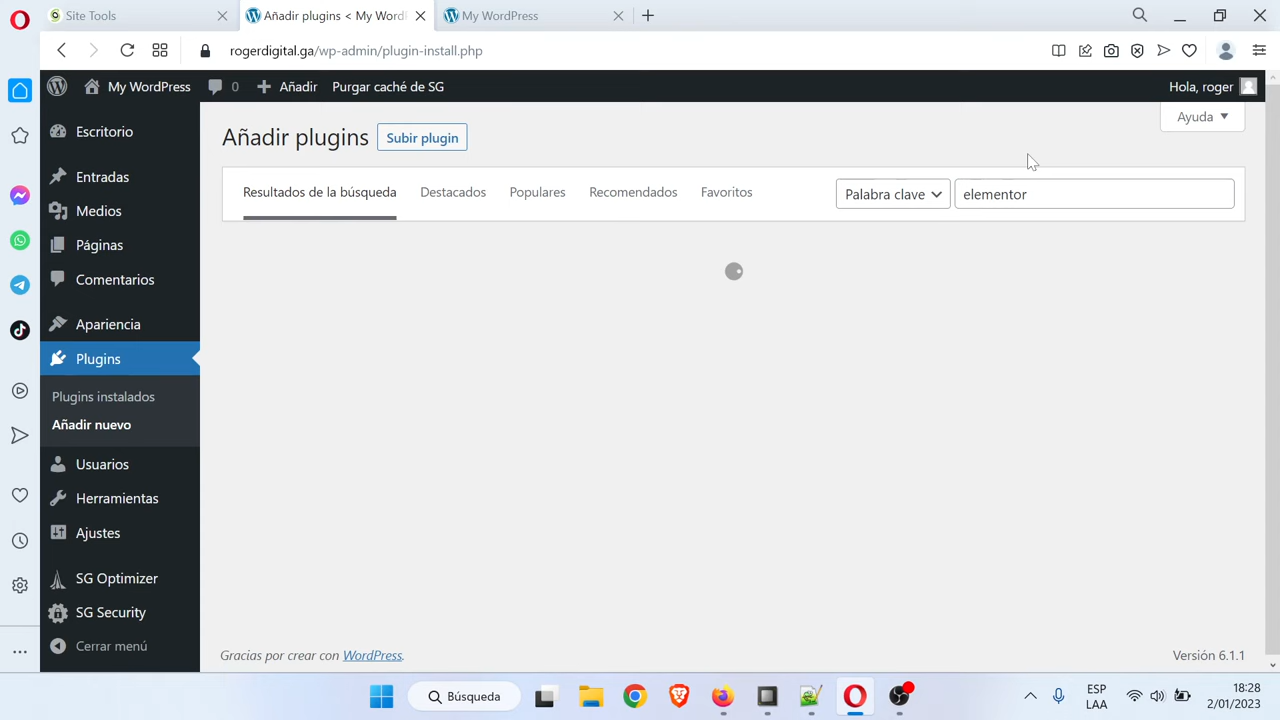 Site Tools
Añadir plugins < My Word
My WordPress
rogerdigital.ga/wp-admin/plugin-install.php
My WordPress
0
Añadir
Purgar caché de SG
Hola, roger
Escritorio
Entradas
Medios
Páginas
Comentarios
Apariencia
Plugins
Plugins instalados
Añadir nuevo
Usuarios
Herramientas
Ajustes
SG Optimizer
SG Security
Cerrar menú
Ayuda
Añadir plugins
Subir plugin
Resultados de la búsqueda
Destacados
Populares
Recomendados
Favoritos
Palabra clave
elementor
Gracias por crear con WordPress.
Versión 6.1.1
Búsqueda
ESP
LAA
18:28
2/01/2023